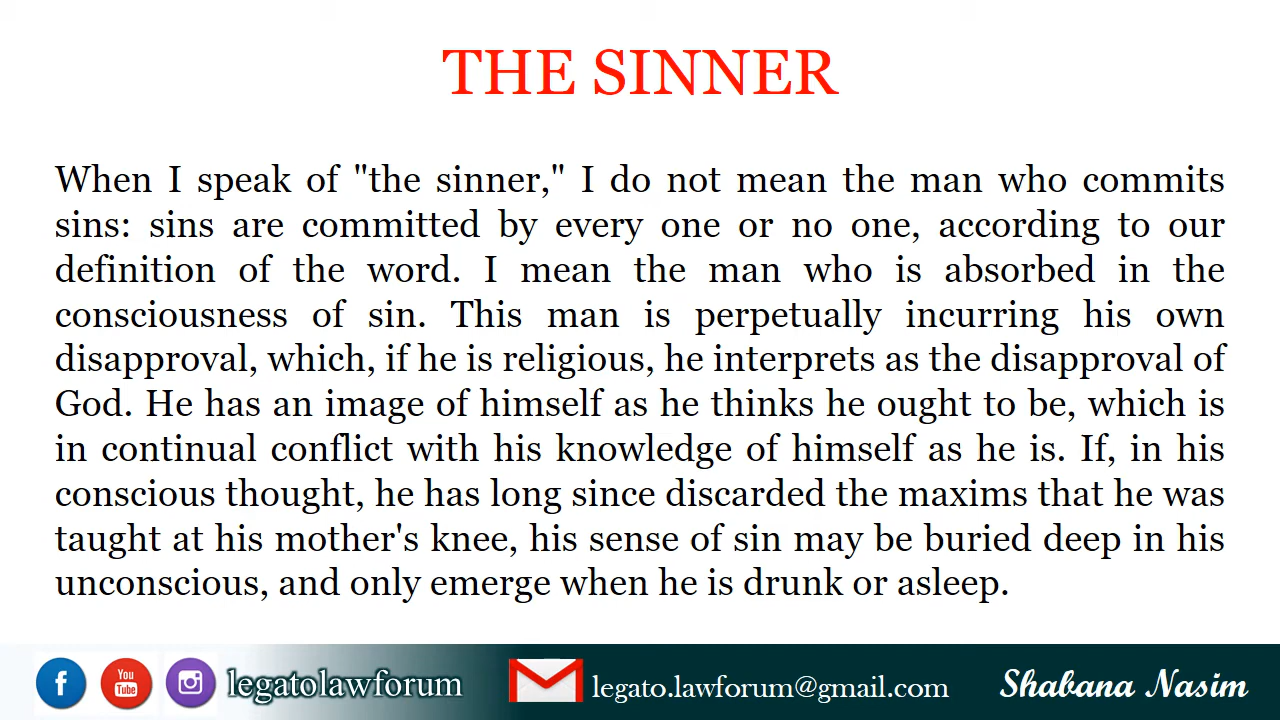 THE SINNER
When I speak of "the sinner," I do not mean the man who commits
sins: sins are committed by every one or no one, according to our
definition of the word. I mean the man who is absorbed in the
consciousness of sin. This man is perpetually incurring his own
disapproval, which, if he is religious, he interprets as the disapproval of
God. He has an image of himself as he thinks he ought to be, which is
in continual conflict with his knowledge of himself as he is. If, in his
conscious thought, he has long since discarded the maxims that he was
taught at his mother's knee, his sense of sin may be buried deep in his
unconscious, and only emerge when he is drunk or asleep.
f You Tube legatolawforum legato.lawforum@gmail.com Shabana Nasim